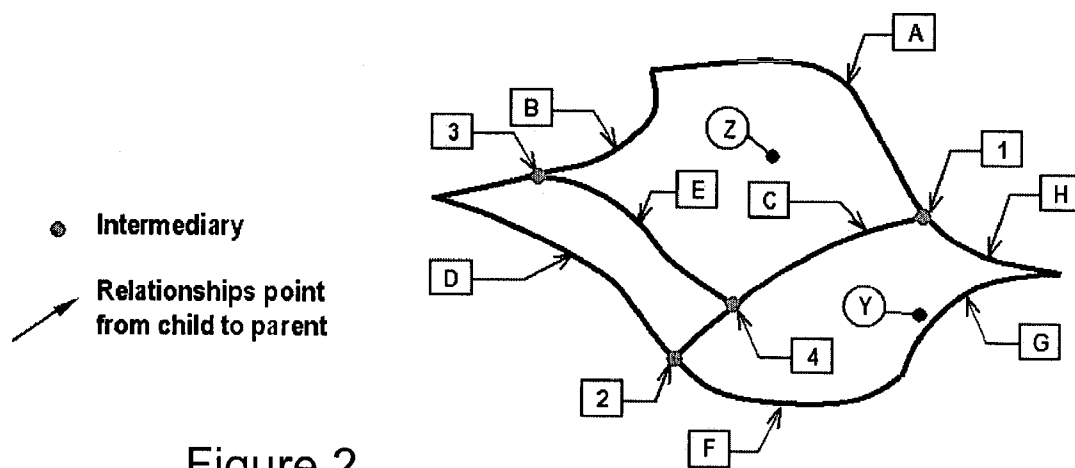 A
B
3
Z
1
E
C
H
Intermediary
D
Relationships point
from child to parent
Y
G
4
2
F
Figure 2